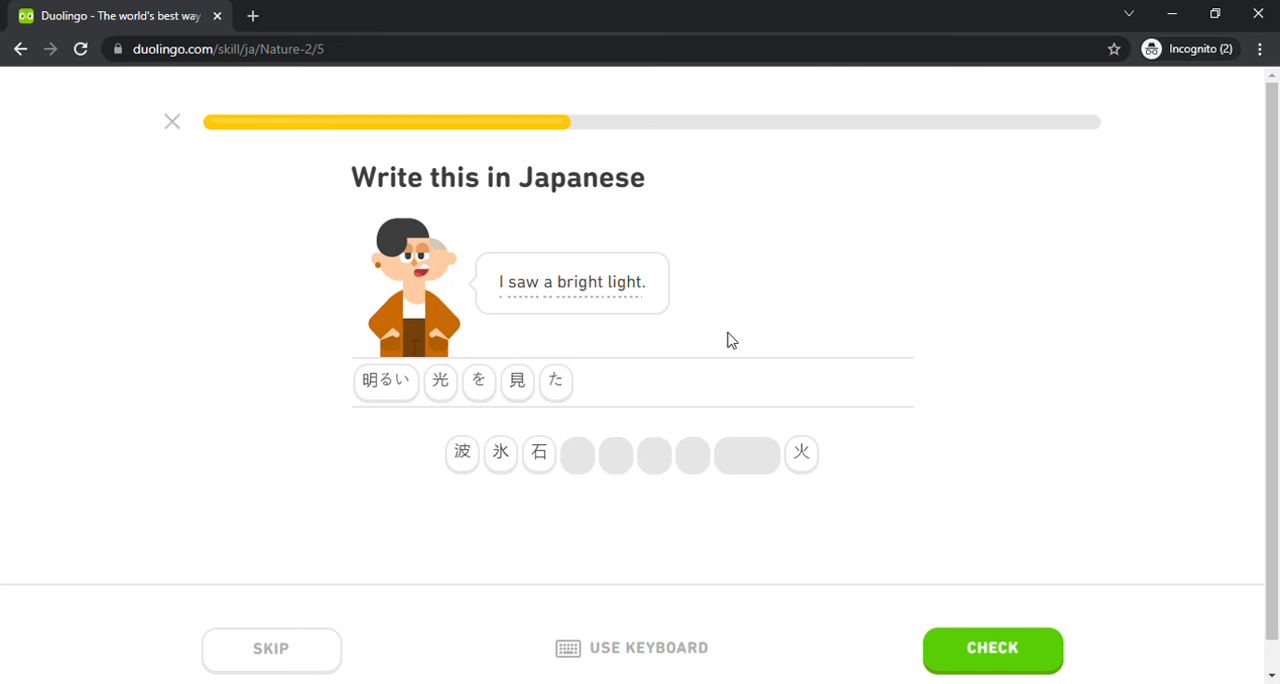 Duolingo - The world's best way
duolingo.com/skill/ja/Nature-2/5
Incognito (2)
Write this in Japanese
I saw a bright light.
明るい 光 を 見 た
波 氷 石 火
SKIP
USE KEYBOARD
CHECK